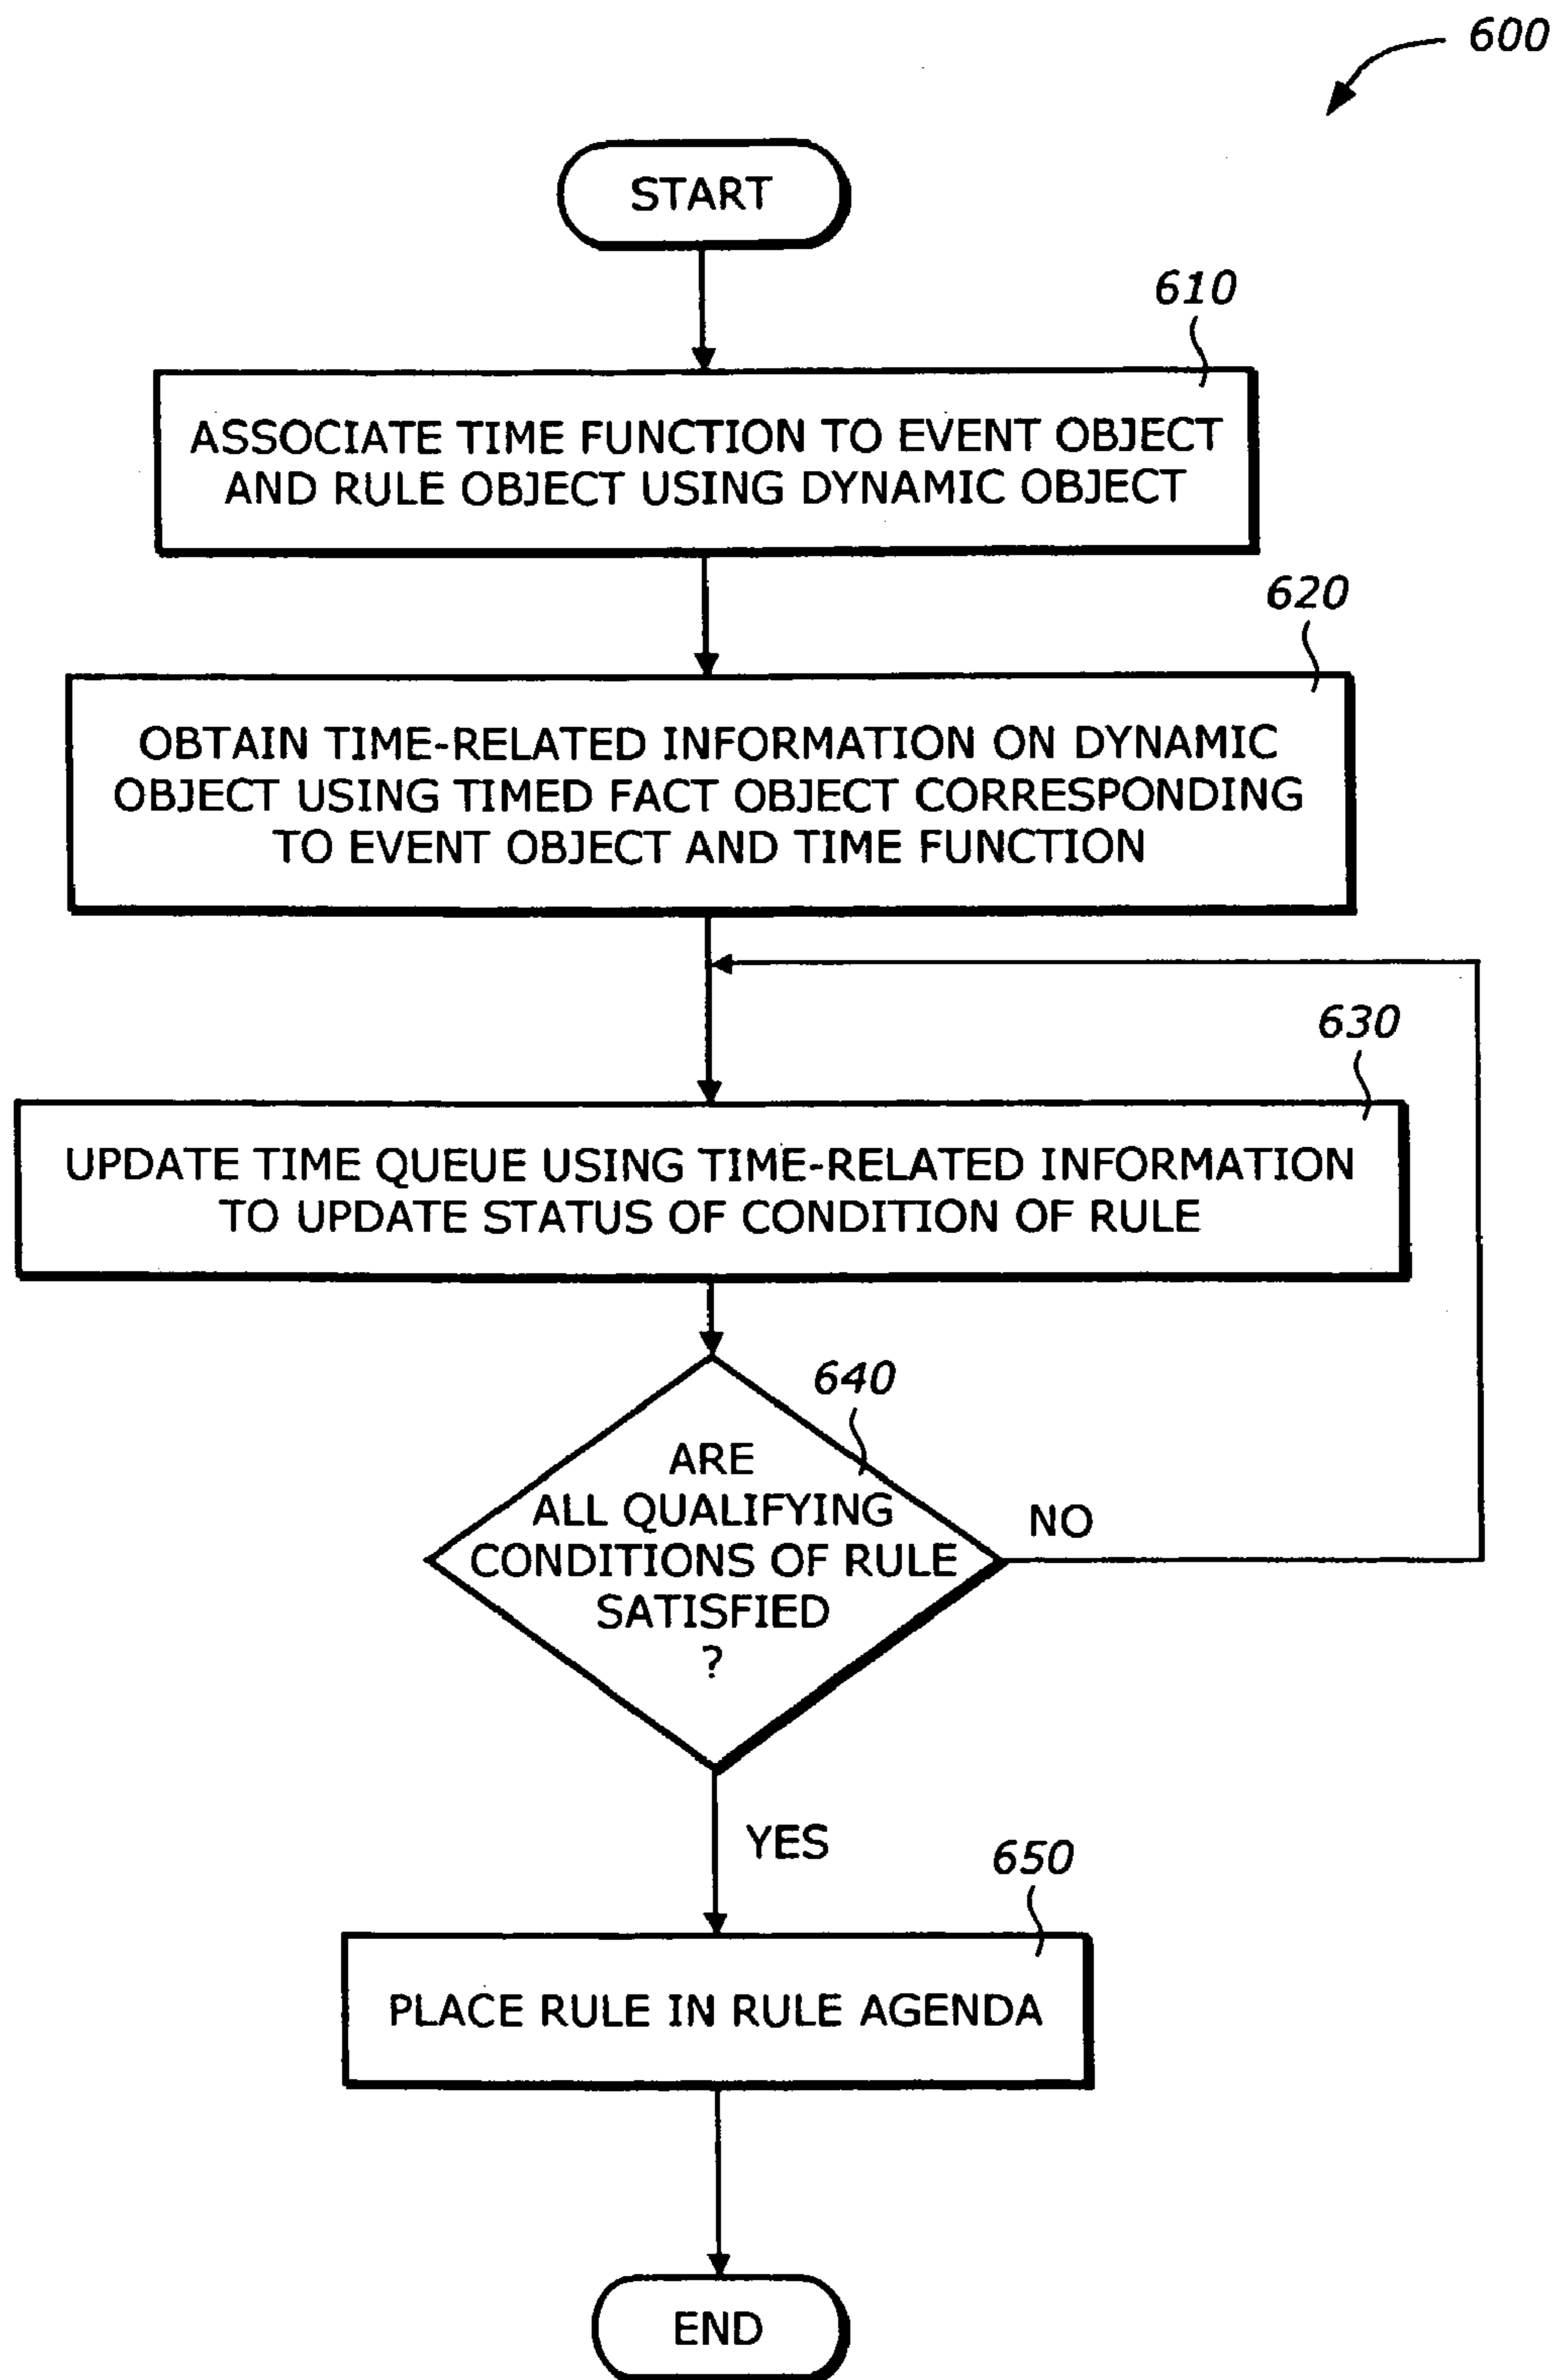 600
START
610
ASSOCIATE TIME FUNCTION TO EVENT OBJECT
AND RULE OBJECT USING DYNAMIC OBJECT
620
OBTAIN TIME-RELATED INFORMATION ON DYNAMIC
OBJECT USING TIMED FACT OBJECT CORRESPONDING
TO EVENT OBJECT AND TIME FUNCTION
630
UPDATE TIME QUEUE USING TIME-RELATED INFORMATION
TO UPDATE STATUS OF CONDITION OF RULE
640
ARE
ALL QUALIFYING
CONDITIONS OF RULE
SATISFIED
?
NO
YES
650
PLACE RULE IN RULE AGENDA
END